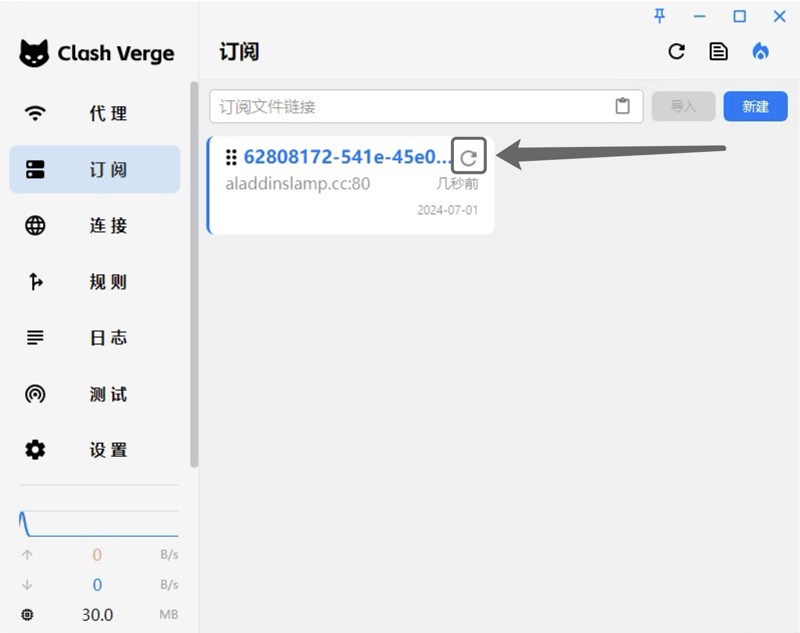 Clash Verge
代理
订阅
连接
规则
日志
测试
设置
0 B/s
0 B/s
30.0 MB
订阅
订阅文件链接
导入
新建
62808172-541e-45e0...
aladdinslamp.cc:80 几秒前
2024-07-01